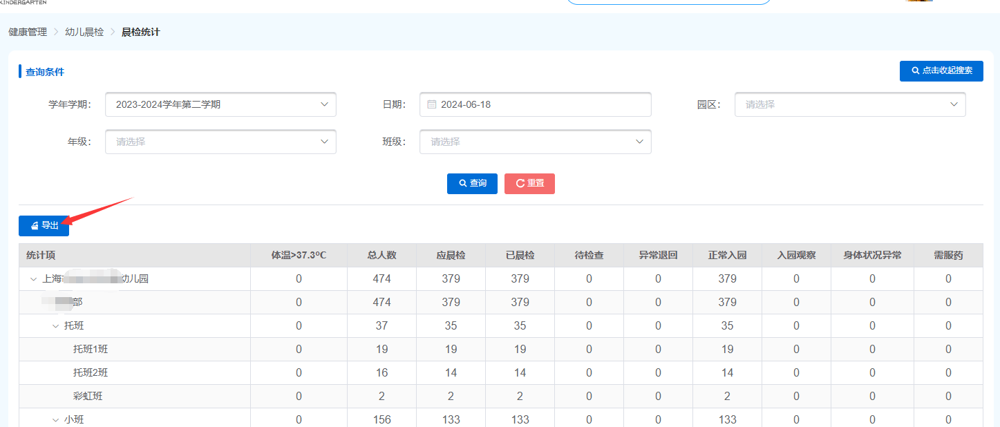 KINDERGARTEN
健康管理 > 幼儿晨检 > 晨检统计
查询条件 点击收起搜索
学年学期： 2023-2024学年第二学期 日期： 2024-06-18 园区： 请选择
年级： 请选择 班级： 请选择
查询 重置
导出
统计项 体温>37.3℃ 总人数 应晨检 已晨检 待检查 异常退回 正常入园 入园观察 身体状况异常 需服药
上海 幼儿园 0 474 379 379 0 0 379 0 0 0
部 0 474 379 379 0 0 379 0 0 0
托班 0 37 35 35 0 0 35 0 0 0
托班1班 0 19 19 19 0 0 19 0 0 0
托班2班 0 16 14 14 0 0 14 0 0 0
彩虹班 0 2 2 2 0 0 2 0 0 0
小班 0 156 133 133 0 0 133 0 0 0